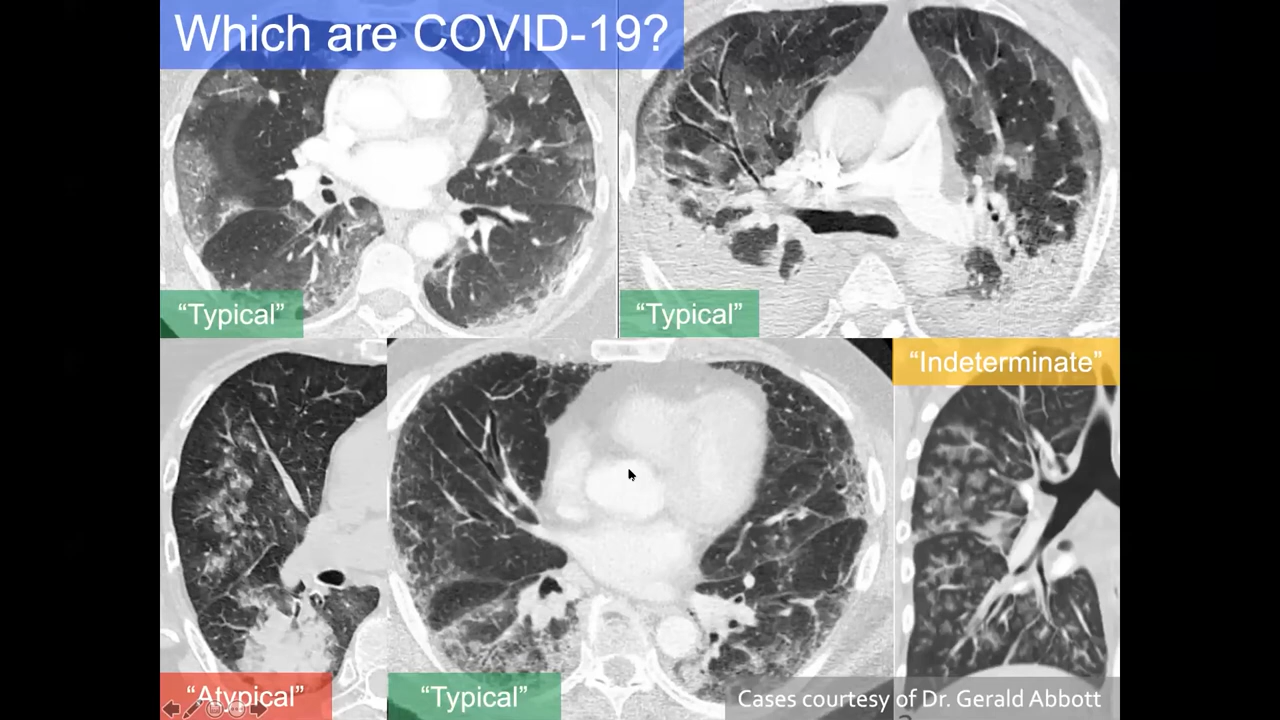 Which are COVID-19?
“Typical”
“Typical”
“Indeterminate”
“Atypical”
“Typical”
Cases courtesy of Dr. Gerald Abbott